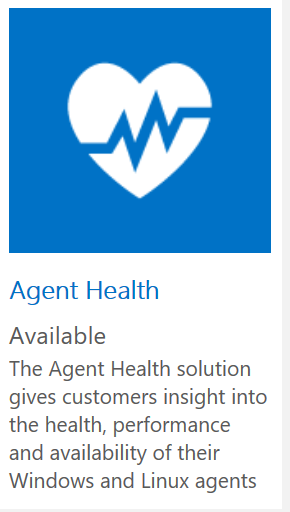 Agent Health
Available
The Agent Health solution
gives customers insight into
the health, performance
and availability of their
Windows and Linux agents